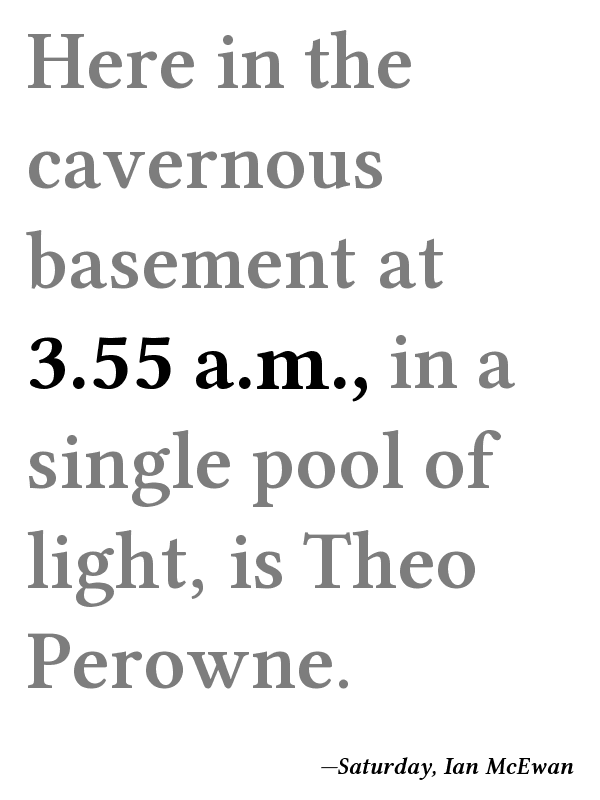 Here in the
cavernous
basement at
3.55 a.m., in a
single pool of
light, is Theo
Perowne.
—Saturday, Ian McEwan